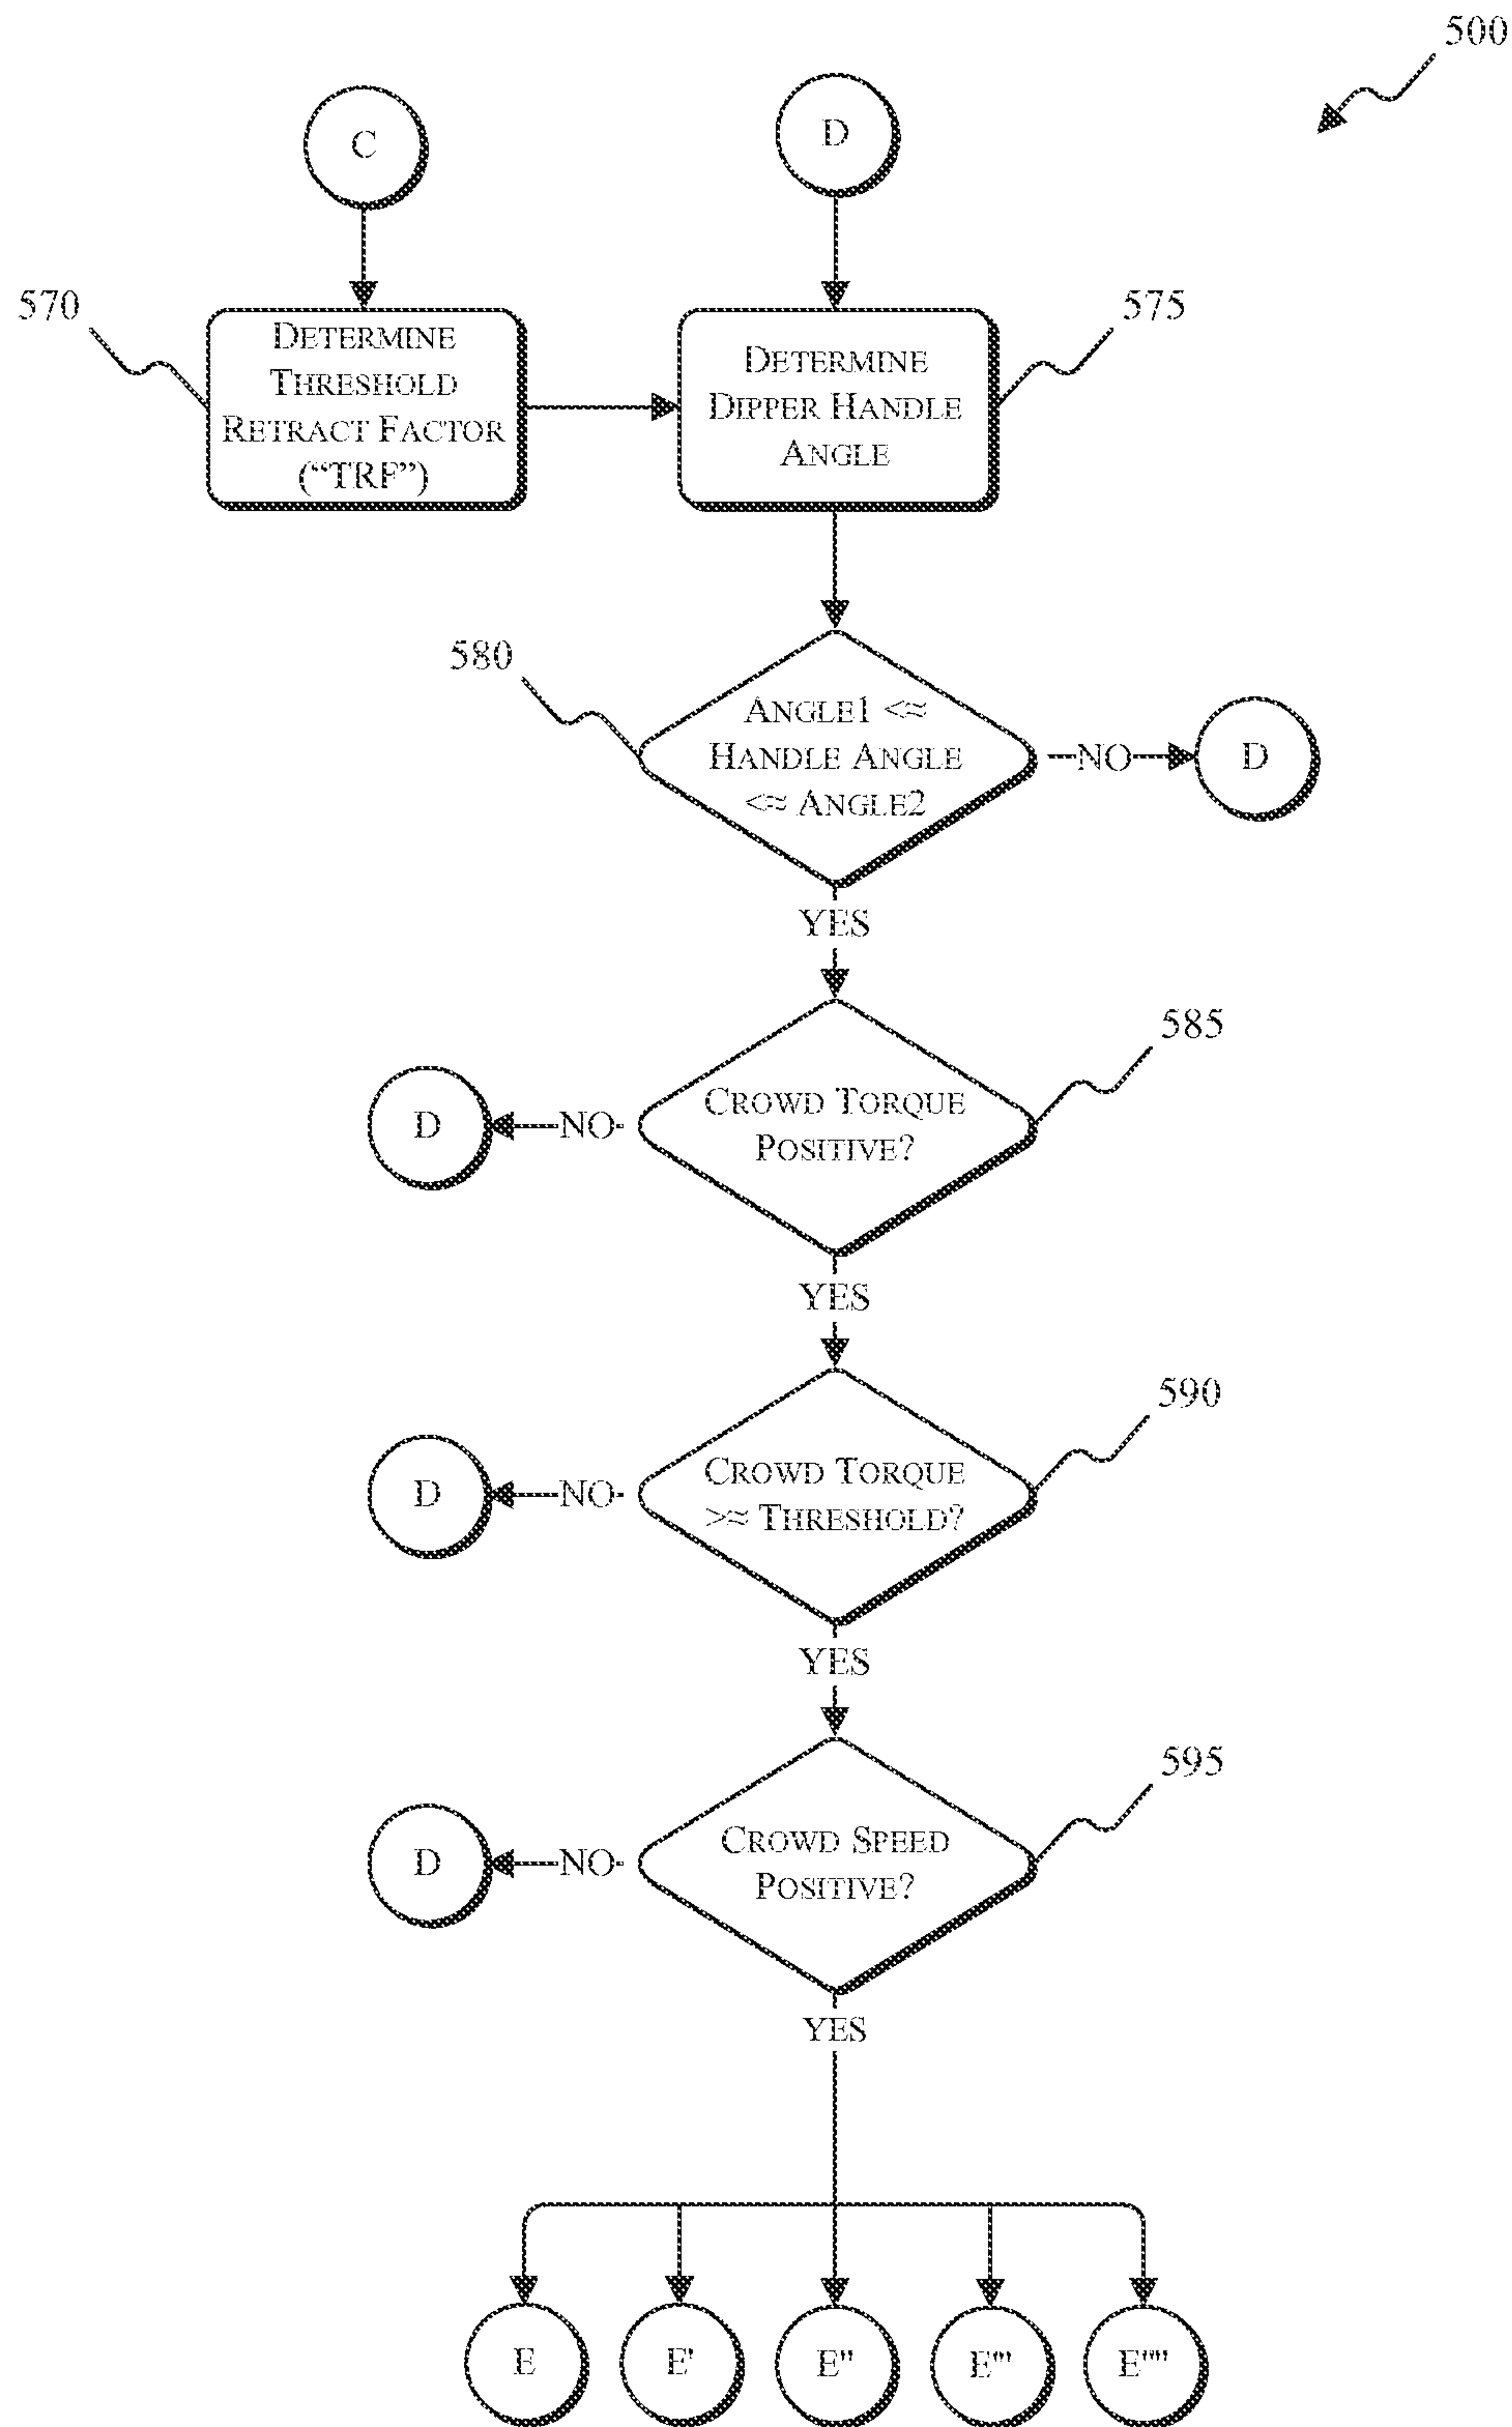 500
C
D
570
DETERMINE
THRESHOLD
RETRACT FACTOR
(“TRF”)
575
DETERMINE
DIPPER HANDLE
ANGLE
580
ANGLE1 <≈
HANDLE ANGLE
<≈ ANGLE2
NO
D
YES
585
CROWD TORQUE
POSITIVE?
NO
D
YES
590
CROWD TORQUE
>≈ THRESHOLD?
NO
D
YES
595
CROWD SPEED
POSITIVE?
NO
D
YES
E
E'
E''
E'''
E''''